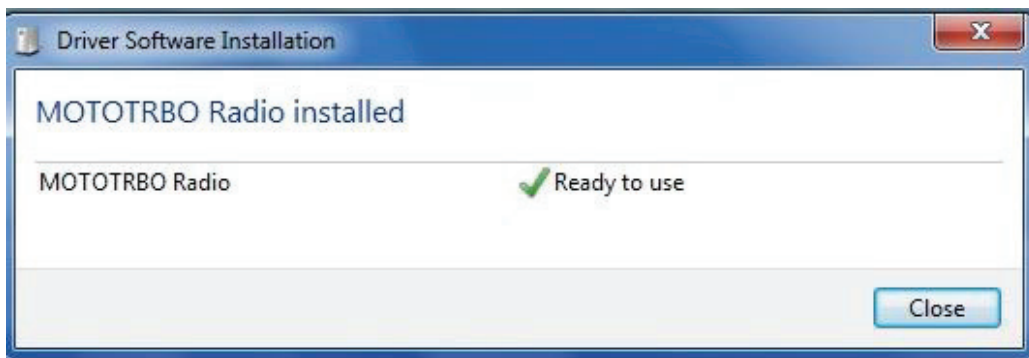 Driver Software Installation
MOTOTRBO Radio installed
MOTOTRBO Radio Ready to use
Close